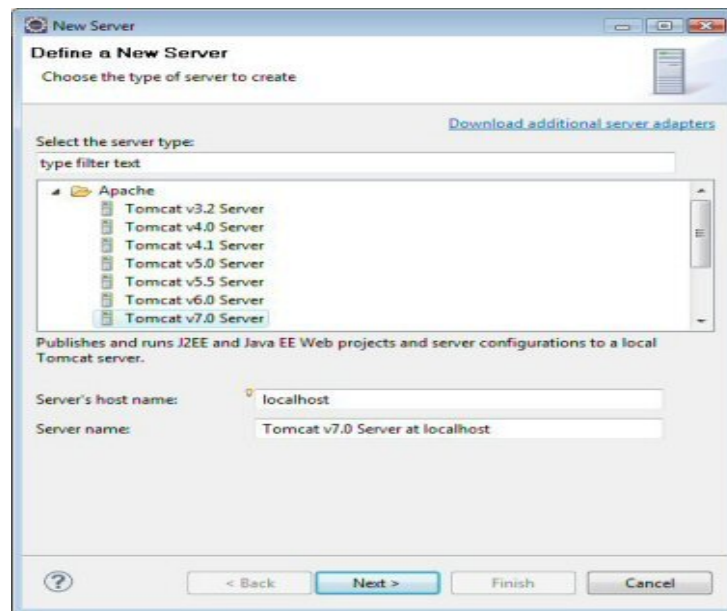 New Server
Define a New Server
Choose the type of server to create
Download additional server adapters
Select the server type:
type filter text
Apache
Tomcat v3.2 Server
Tomcat v4.0 Server
Tomcat v4.1 Server
Tomcat v5.0 Server
Tomcat v5.5 Server
Tomcat v6.0 Server
Tomcat v7.0 Server
Publishes and runs J2EE and Java EE Web projects and server configurations to a local
Tomcat server.
Server's host name: localhost
Server name: Tomcat v7.0 Server at localhost
? < Back Next > Finish Cancel